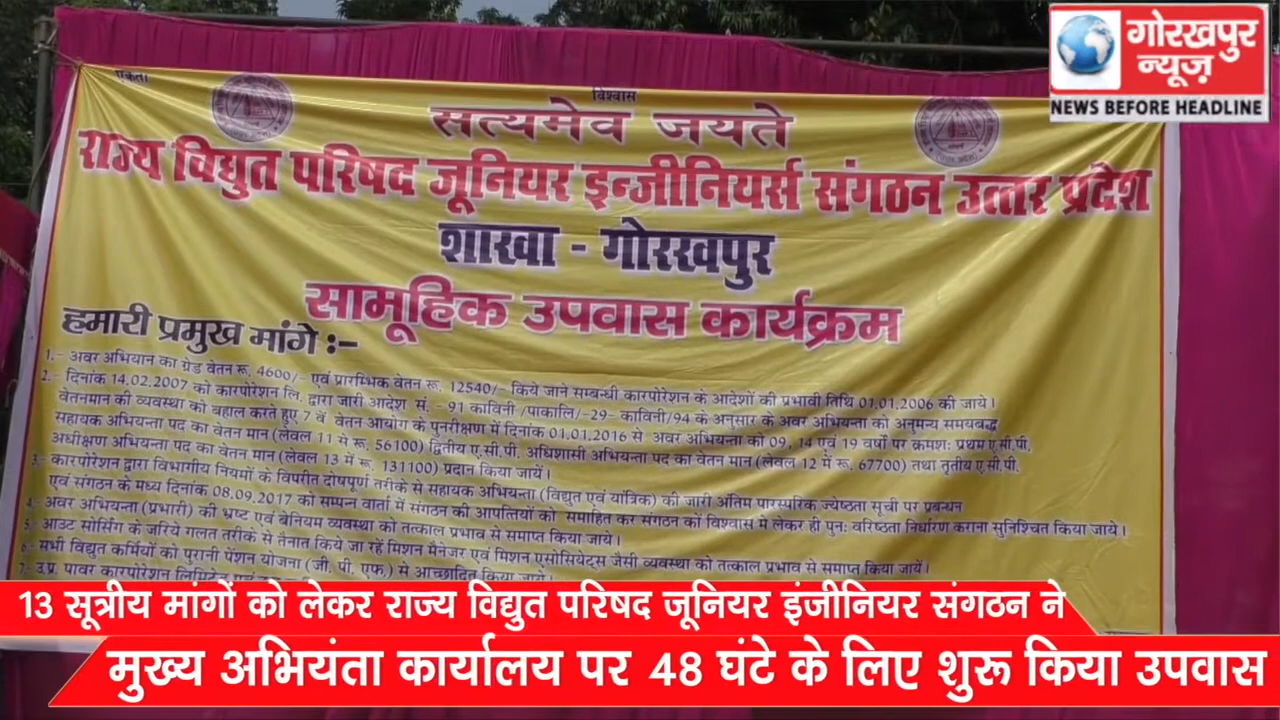 गोरखपुर
न्यूज़
NEWS BEFORE HEADLINE
एकता
विश्वास
सत्यमेव जयते
राज्य विद्युत परिषद जूनियर इन्जीनियर्स संगठन उत्तर प्रदेश
शाखा - गोरखपुर
सामूहिक उपवास कार्यक्रम
हमारी प्रमुख मांगे :-
1.- अवर अभियान का ग्रेड वेतन रू. 4600/- एवं प्रारम्भिक वेतन रू. 12540/- किये जाने सम्बन्धी कारपोरेशन के आदेशों की प्रभावी तिथि 01.01.2006 की जाये।
2.- दिनांक 14.02.2007 को कारपोरेशन लि. द्वारा जारी आदेश सं. - 91 काविनी /पाकालि/-29- काविनी/94 के अनुसार के अवर अभियन्ता को अनुमन्य समयबद्ध
वेतनमान की व्यवस्था को बहाल करते हुए 7 वें वेतन आयोग के पुनरीक्षण में दिनांक 01.01.2016 से अवर अभियन्ता को 09, 14 एवं 19 वर्षो पर क्रमशः प्रथम ए.सी.पी.
सहायक अभियन्ता पद का वेतन मान (लेवल 11 से रू. 56100) द्वितीय ए.सी.पी. अधिशासी अभियन्ता पद का वेतन मान (लेवल 12 में रू. 67700) तथा तृतीय ए.सी.पी.
अधीक्षण अभियन्ता पद का वेतन मान (लेवल 13 में रू. 131100) प्रदान किया जायें।
3.- कारपोरेशन द्वारा विभागीय नियमों के विपरीत दोषपूर्ण तरीके से सहायक अभियन्ता (विद्युत एवं यांत्रिक) की जारी अंतिम पारस्परिक ज्येष्ठता सूची पर प्रबन्धन
एवं संगठन के मध्य दिनांक 08.09.2017 को सम्पन्न वार्ता में संगठन की आपत्तियों को समाहित कर संगठन को विश्वास में लेकर ही पुनः वरिष्ठता निर्धारण कराना सुनिश्चित किया जाये।
4.- अवर अभियन्ता (प्रभारी) की भ्रष्ट एवं बेनियम व्यवस्था को तत्काल प्रभाव से समाप्त किया जाये।
5.- आउट सोर्सिंग के जरिये गलत तरीके से तैनात किये जा रहें मिशन मैनेजर एवं मिशन एसोसियेट्स जैसी व्यवस्था को तत्काल प्रभाव से समाप्त किया जायें।
6.- सभी विद्युत कर्मियों को पुरानी पेंशन योजना (जी. पी. एफ.) से आच्छादित किया जाये।
7.- उ.प्र. पावर कारपोरेशन लिमिटेड एवं
13 सूत्रीय मांगों को लेकर राज्य विद्युत परिषद जूनियर इंजीनियर संगठन ने
मुख्य अभियंता कार्यालय पर 48 घंटे के लिए शुरू किया उपवास